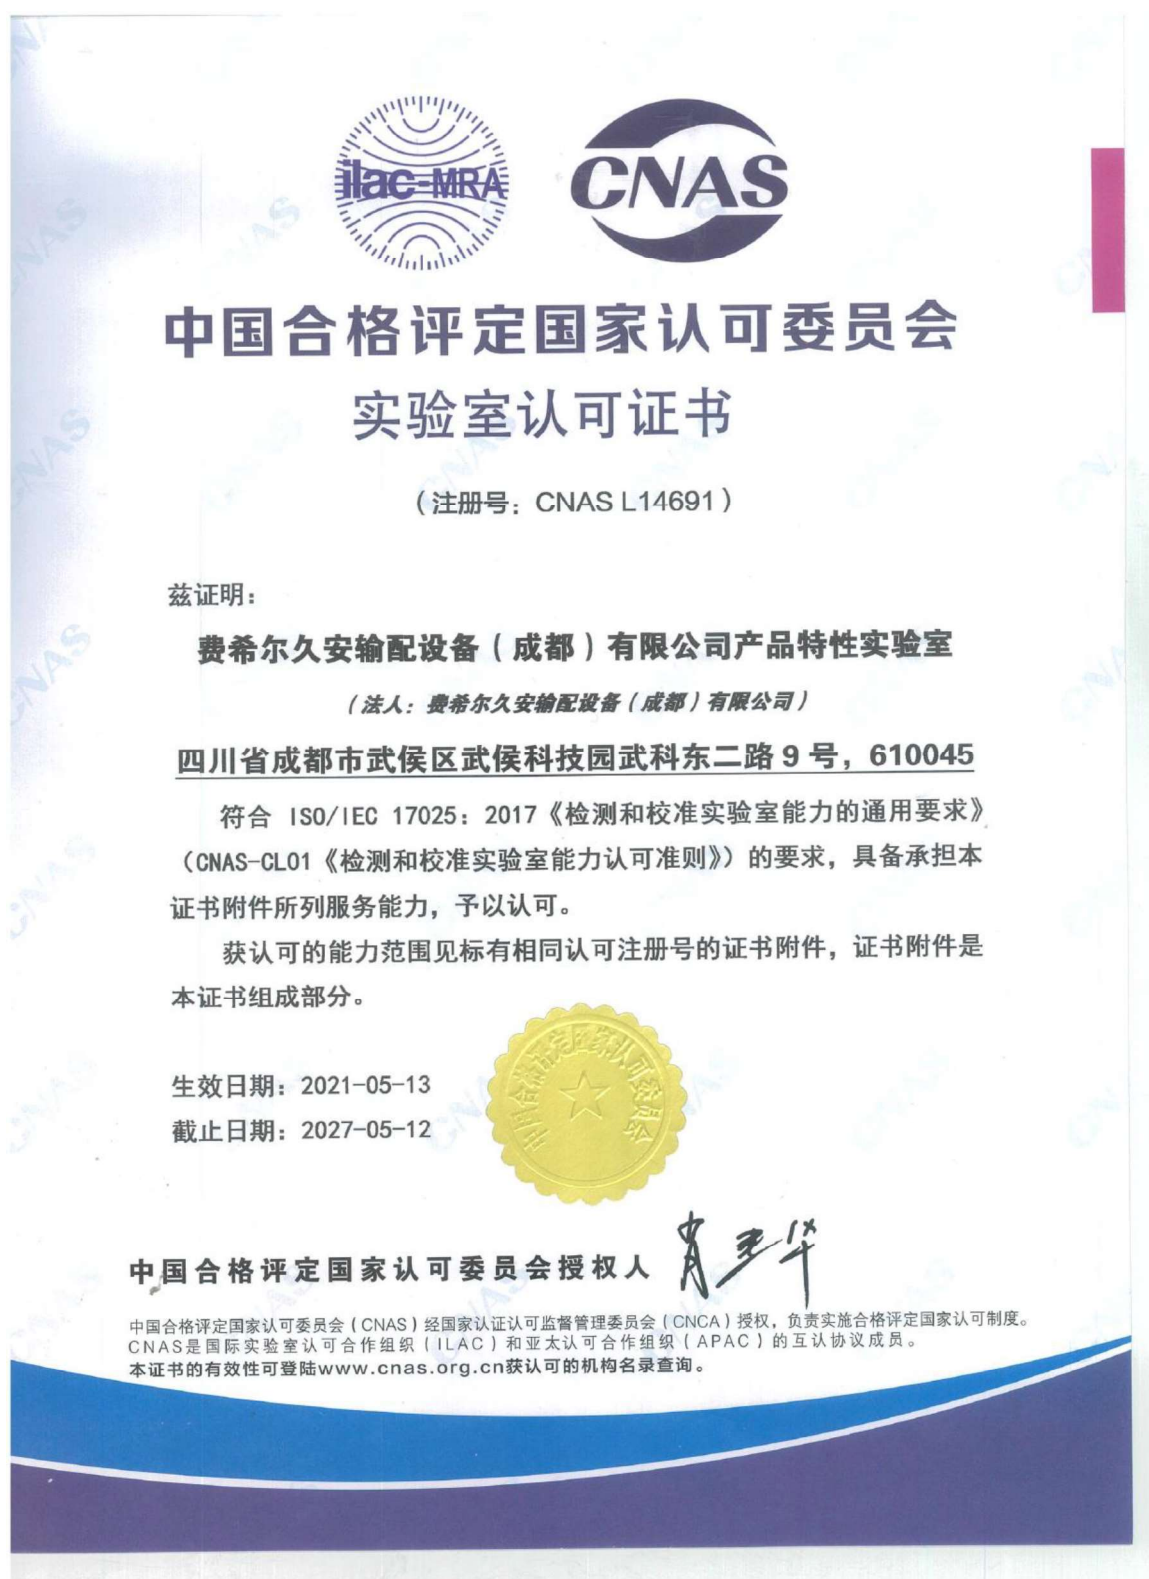 ilac-MRA
CNAS
中国合格评定国家认可委员会
实验室认可证书
（注册号：CNAS L14691）
兹证明：
费希尔久安输配设备（成都）有限公司产品特性实验室
（法人：费希尔久安输配设备（成都）有限公司）
四川省成都市武侯区武侯科技园武科东二路 9 号，610045
符合 ISO/IEC 17025：2017《检测和校准实验室能力的通用要求》
（CNAS-CL01《检测和校准实验室能力认可准则》）的要求，具备承担本
证书附件所列服务能力，予以认可。
获认可的能力范围见标有相同认可注册号的证书附件，证书附件是
本证书组成部分。
生效日期：2021-05-13
截止日期：2027-05-12
中国合格评定国家认可委员会
中国合格评定国家认可委员会授权人
中国合格评定国家认可委员会（CNAS）经国家认证认可监督管理委员会（CNCA）授权，负责实施合格评定国家认可制度。
CNAS是国际实验室认可合作组织（ILAC）和亚太认可合作组织（APAC）的互认协议成员。
本证书的有效性可登陆www.cnas.org.cn获认可的机构名录查询。